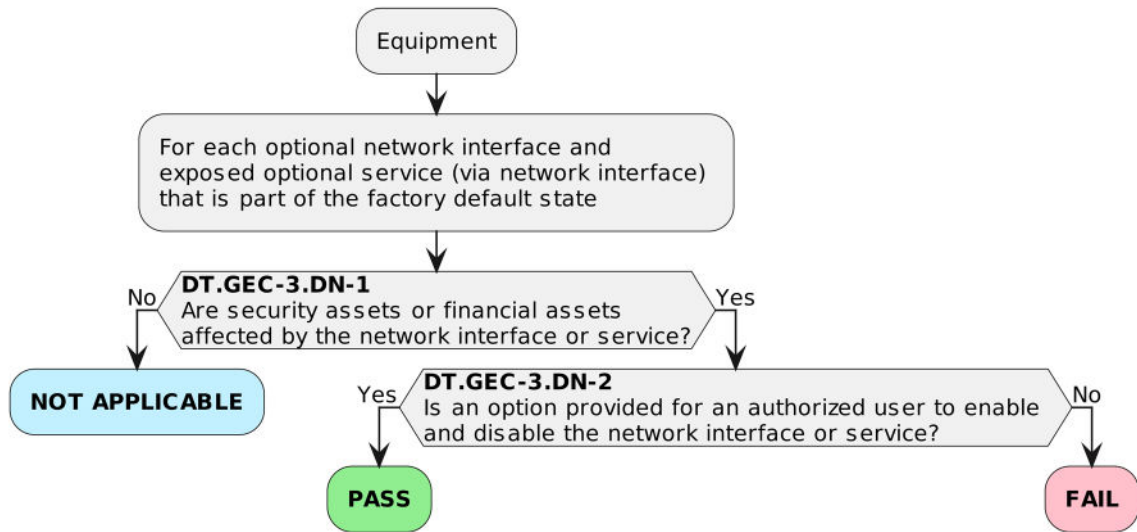 Equipment
For each optional network interface and
exposed optional service (via network interface)
that is part of the factory default state
DT.GEC-3.DN-1
No
Yes
Are security assets or financial assets
affected by the network interface or service?
NOT APPLICABLE
DT.GEC-3.DN-2
Yes
No
Is an option provided for an authorized user to enable
and disable the network interface or service?
PASS
FAIL